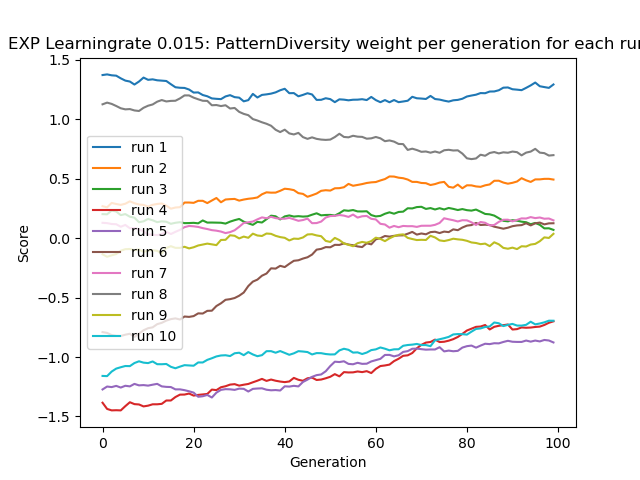 EXP Learningrate 0.015: PatternDiversity weight per generation for each run
1.5
1.0
0.5
0.0
−0.5
−1.0
−1.5
Score
run 1
run 2
run 3
run 4
run 5
run 6
run 7
run 8
run 9
run 10
0 20 40 60 80 100
Generation